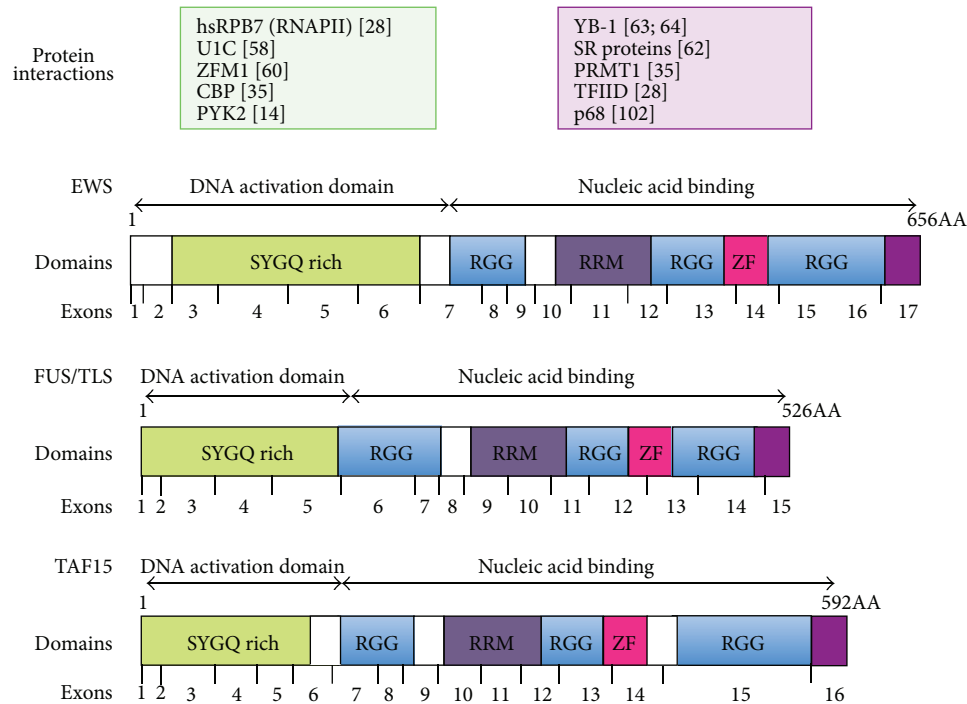 Protein interactions
hsRPB7 (RNAPII) [28]
U1C [58]
ZFM1 [60]
CBP [35]
PYK2 [14]
YB-1 [63; 64]
SR proteins [62]
PRMT1 [35]
TFIID [28]
p68 [102]
EWS DNA activation domain Nucleic acid binding
1 656AA
Domains SYGQ rich RGG RRM RGG ZF RGG
Exons 1 2 3 4 5 6 7 8 9 10 11 12 13 14 15 16 17
FUS/TLS DNA activation domain Nucleic acid binding
1 526AA
Domains SYGQ rich RGG RRM RGG ZF RGG
Exons 1 2 3 4 5 6 7 8 9 10 11 12 13 14 15
TAF15 DNA activation domain Nucleic acid binding
1 592AA
Domains SYGQ rich RGG RRM RGG ZF RGG
Exons 1 2 3 4 5 6 7 8 9 10 11 12 13 14 15 16